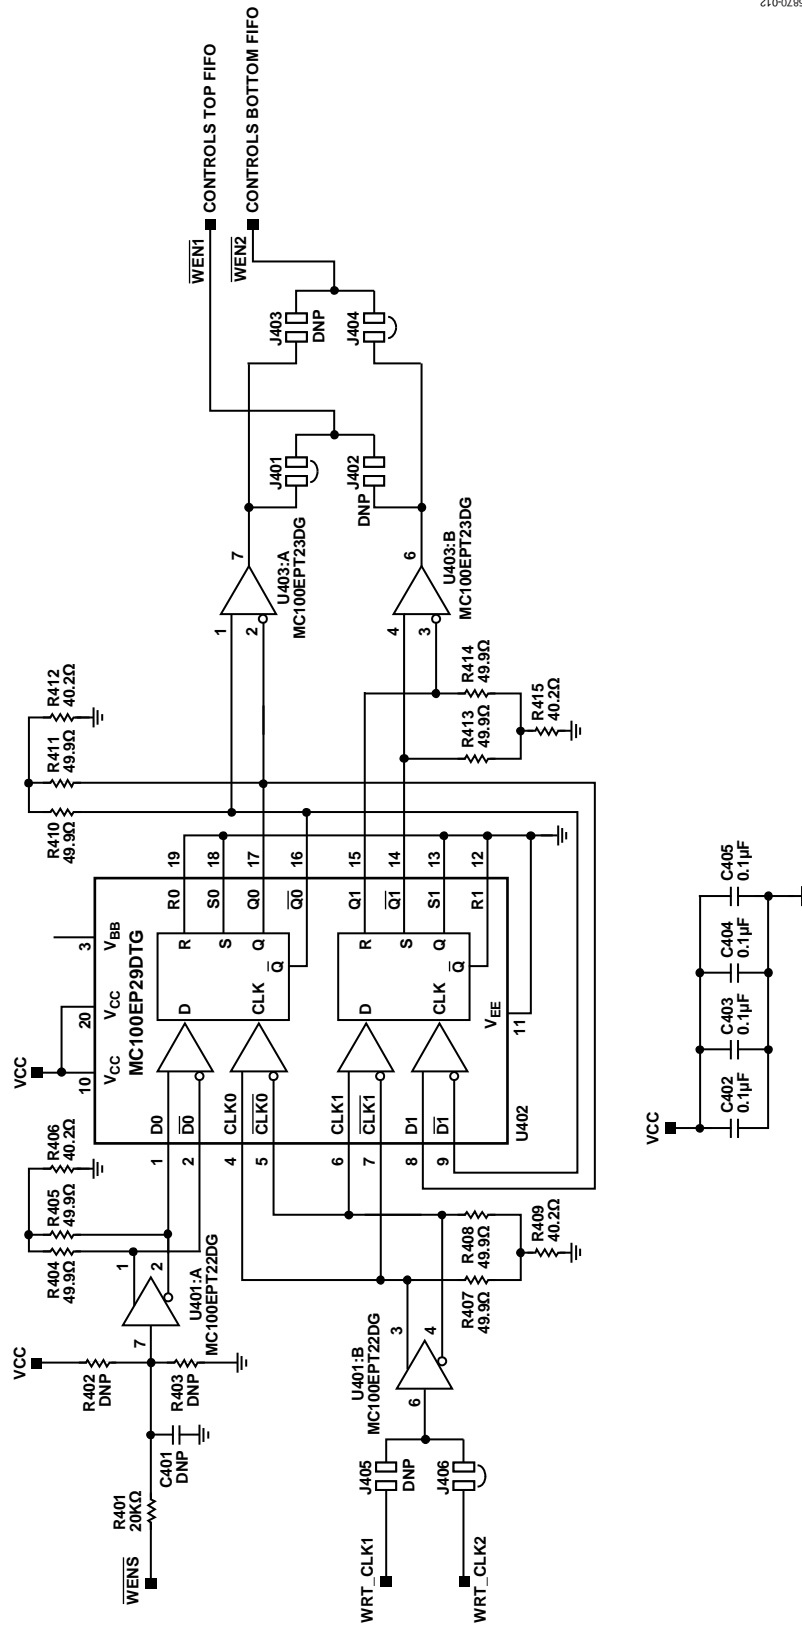 WENS
R401
20KΩ
C401
DNP
VCC
R402
DNP
R403
DNP
7
1
2
U401:A
MC100EPT22DG
R404
49.9Ω
R405
49.9Ω
R406
40.2Ω
WRT_CLK1
WRT_CLK2
J405
DNP
J406
6
3
4
U401:B
MC100EPT22DG
R407
49.9Ω
R408
49.9Ω
R409
40.2Ω
VCC
10
20
3
VCC
VCC
VBB
MC100EP29DTG
1
2
4
5
6
7
8
9
D0
D0
CLK0
CLK0
CLK1
CLK1
D1
D1
D
CLK
R
S
Q
Q
D
CLK
R
S
Q
Q
R0
S0
Q0
Q0
Q1
Q1
S1
R1
19
18
17
16
15
14
13
12
VEE
11
U402
R410
49.9Ω
R411
49.9Ω
R412
40.2Ω
R413
49.9Ω
R414
49.9Ω
R415
40.2Ω
1
2
7
U403:A
MC100EPT23DG
4
3
6
U403:B
MC100EPT23DG
J401
J402
DNP
J403
DNP
J404
WEN1
CONTROLS TOP FIFO
WEN2
CONTROLS BOTTOM FIFO
VCC
C402
0.1µF
C403
0.1µF
C404
0.1µF
C405
0.1µF